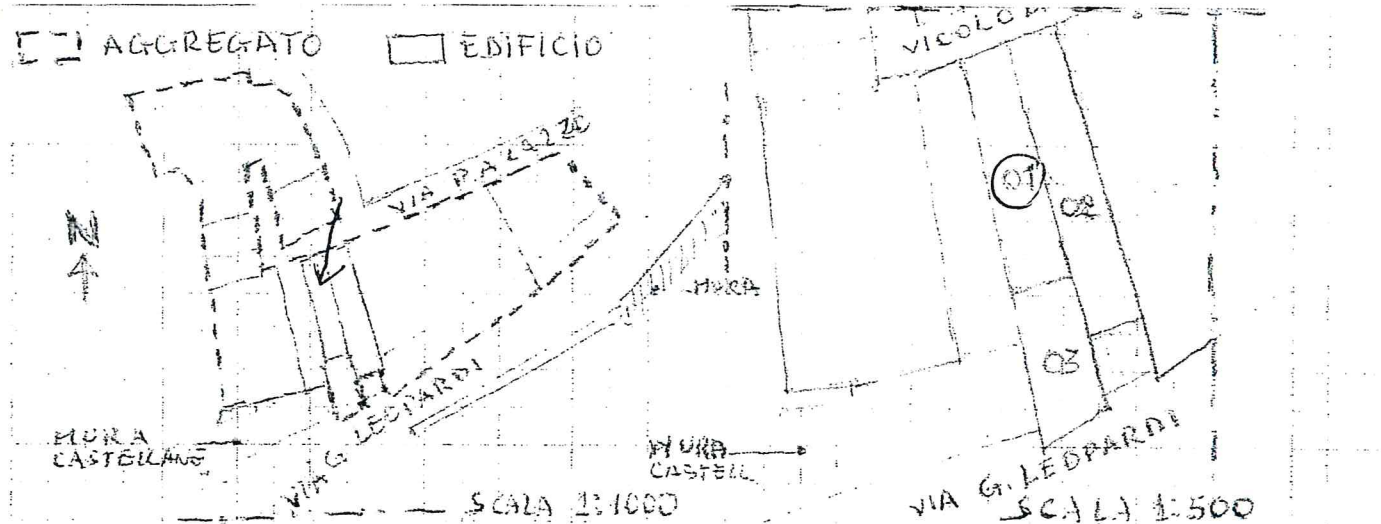 AGGREGATO
EDIFICIO
N
VIA PALAZZO
MURA
VIA G. LEOPARDI
MURA
CASTELLANE
SCALA 1:1000
VICOLO
01
02
03
MURA
CASTELL
VIA G. LEOPARDI
SCALA 1:500